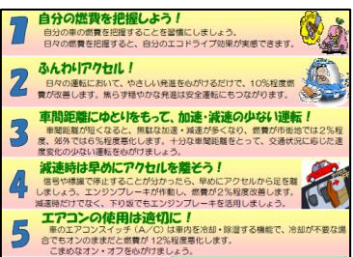 1 自分の燃費を把握しよう！
自分の車の燃費を把握することを習慣にしましょう。
日々の燃費を把握すると、自分のエコドライブ効果が実感できます。
2 ふんわりアクセル！
日々の運転において、やさしい発進を心がけるだけで、10％程度燃
費が改善します。焦らず穏やかな発進は安全運転にもつながります。
3 車間距離にゆとりをもって、加速・減速の少ない運転！
車間距離が短くなると、無駄な加速・減速が多くなり、燃費が市街地では2％程
度、郊外では6％程度悪化します。十分な車間距離をとって、交通状況に応じた速
度変化の少ない運転を心がけましょう。
4 減速時は早めにアクセルを離そう！
信号や標識で停止することが分かったら、早めにアクセルから足を離
しましょう。エンジンブレーキが作動し、燃費が2％程度改善します。
減速時だけでなく、下り坂でもエンジンブレーキを活用しましょう。
5 エアコンの使用は適切に！
車のエアコンスイッチ（A／C）は車内を冷却・除湿する機能で、冷却が不要な場
合でもオンのままだと燃費が12％程度悪化します。
こまめなオン・オフを心がけましょう。